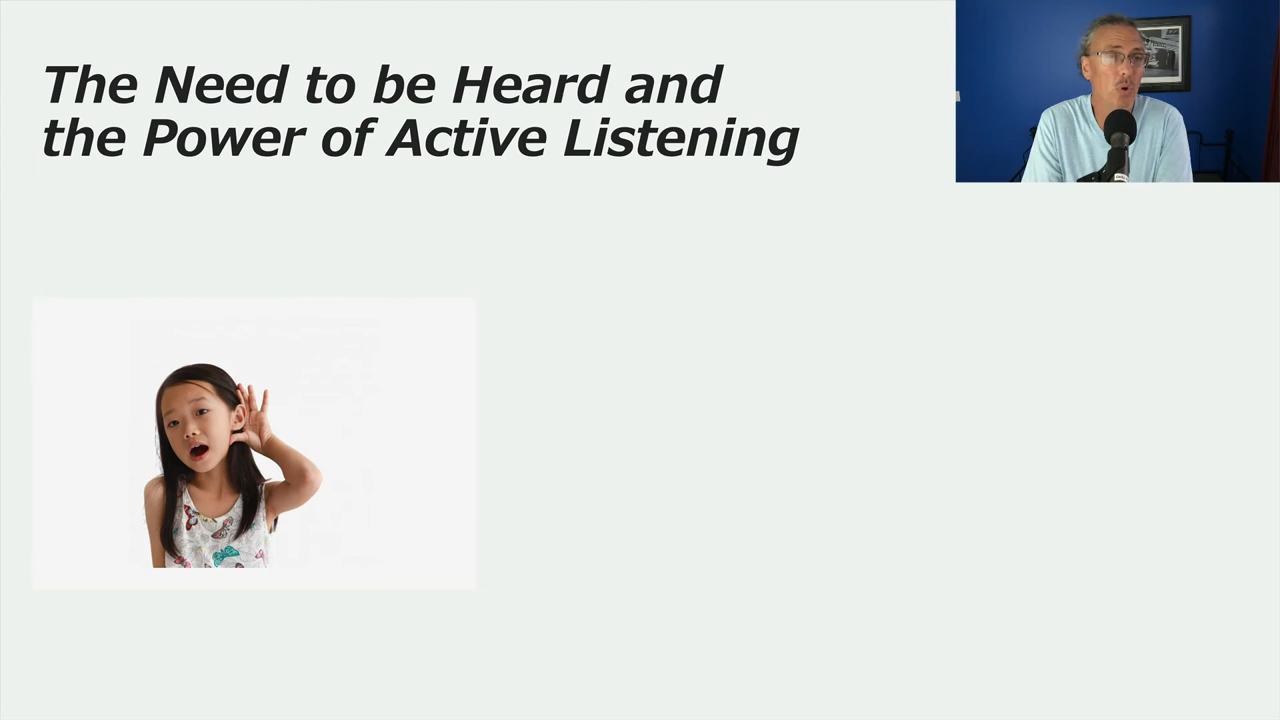 The Need to be Heard and
the Power of Active Listening